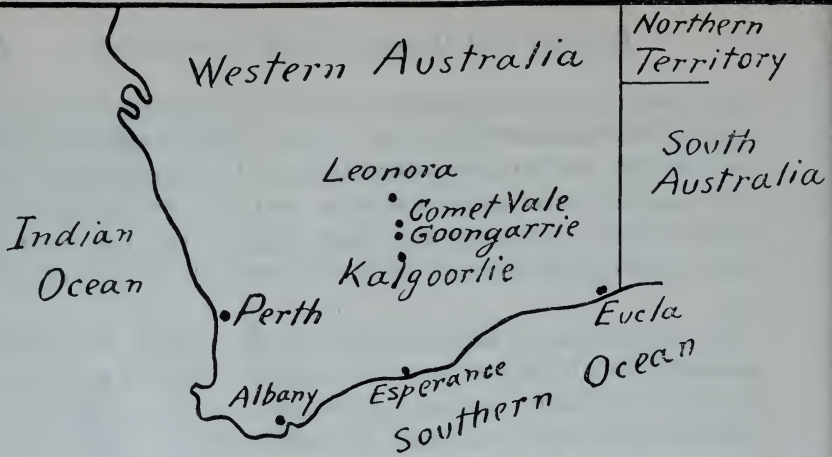 Northern
Territory
Western Australia
South
Australia
Leonora
Comet Vale
Goongarrie
Kalgoorlie
Indian
Ocean
Perth
Eucla
Albany
Esperance
Southern Ocean